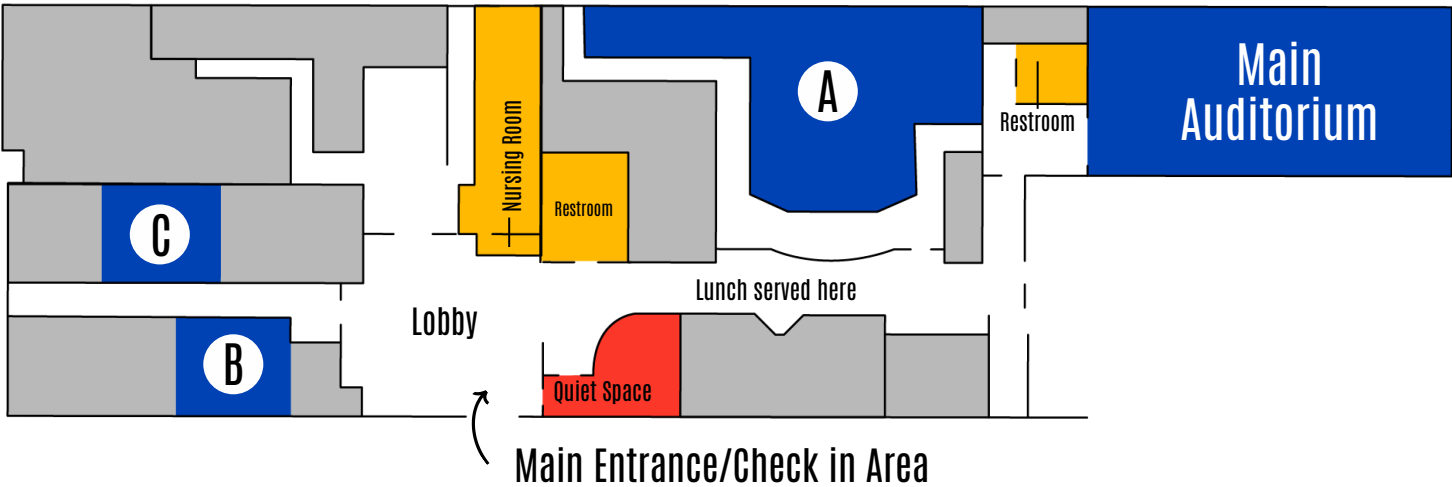 A
Main
Auditorium
Nursing Room
Restroom
Restroom
C
Lunch served here
Lobby
B
Quiet Space
Main Entrance/Check in Area